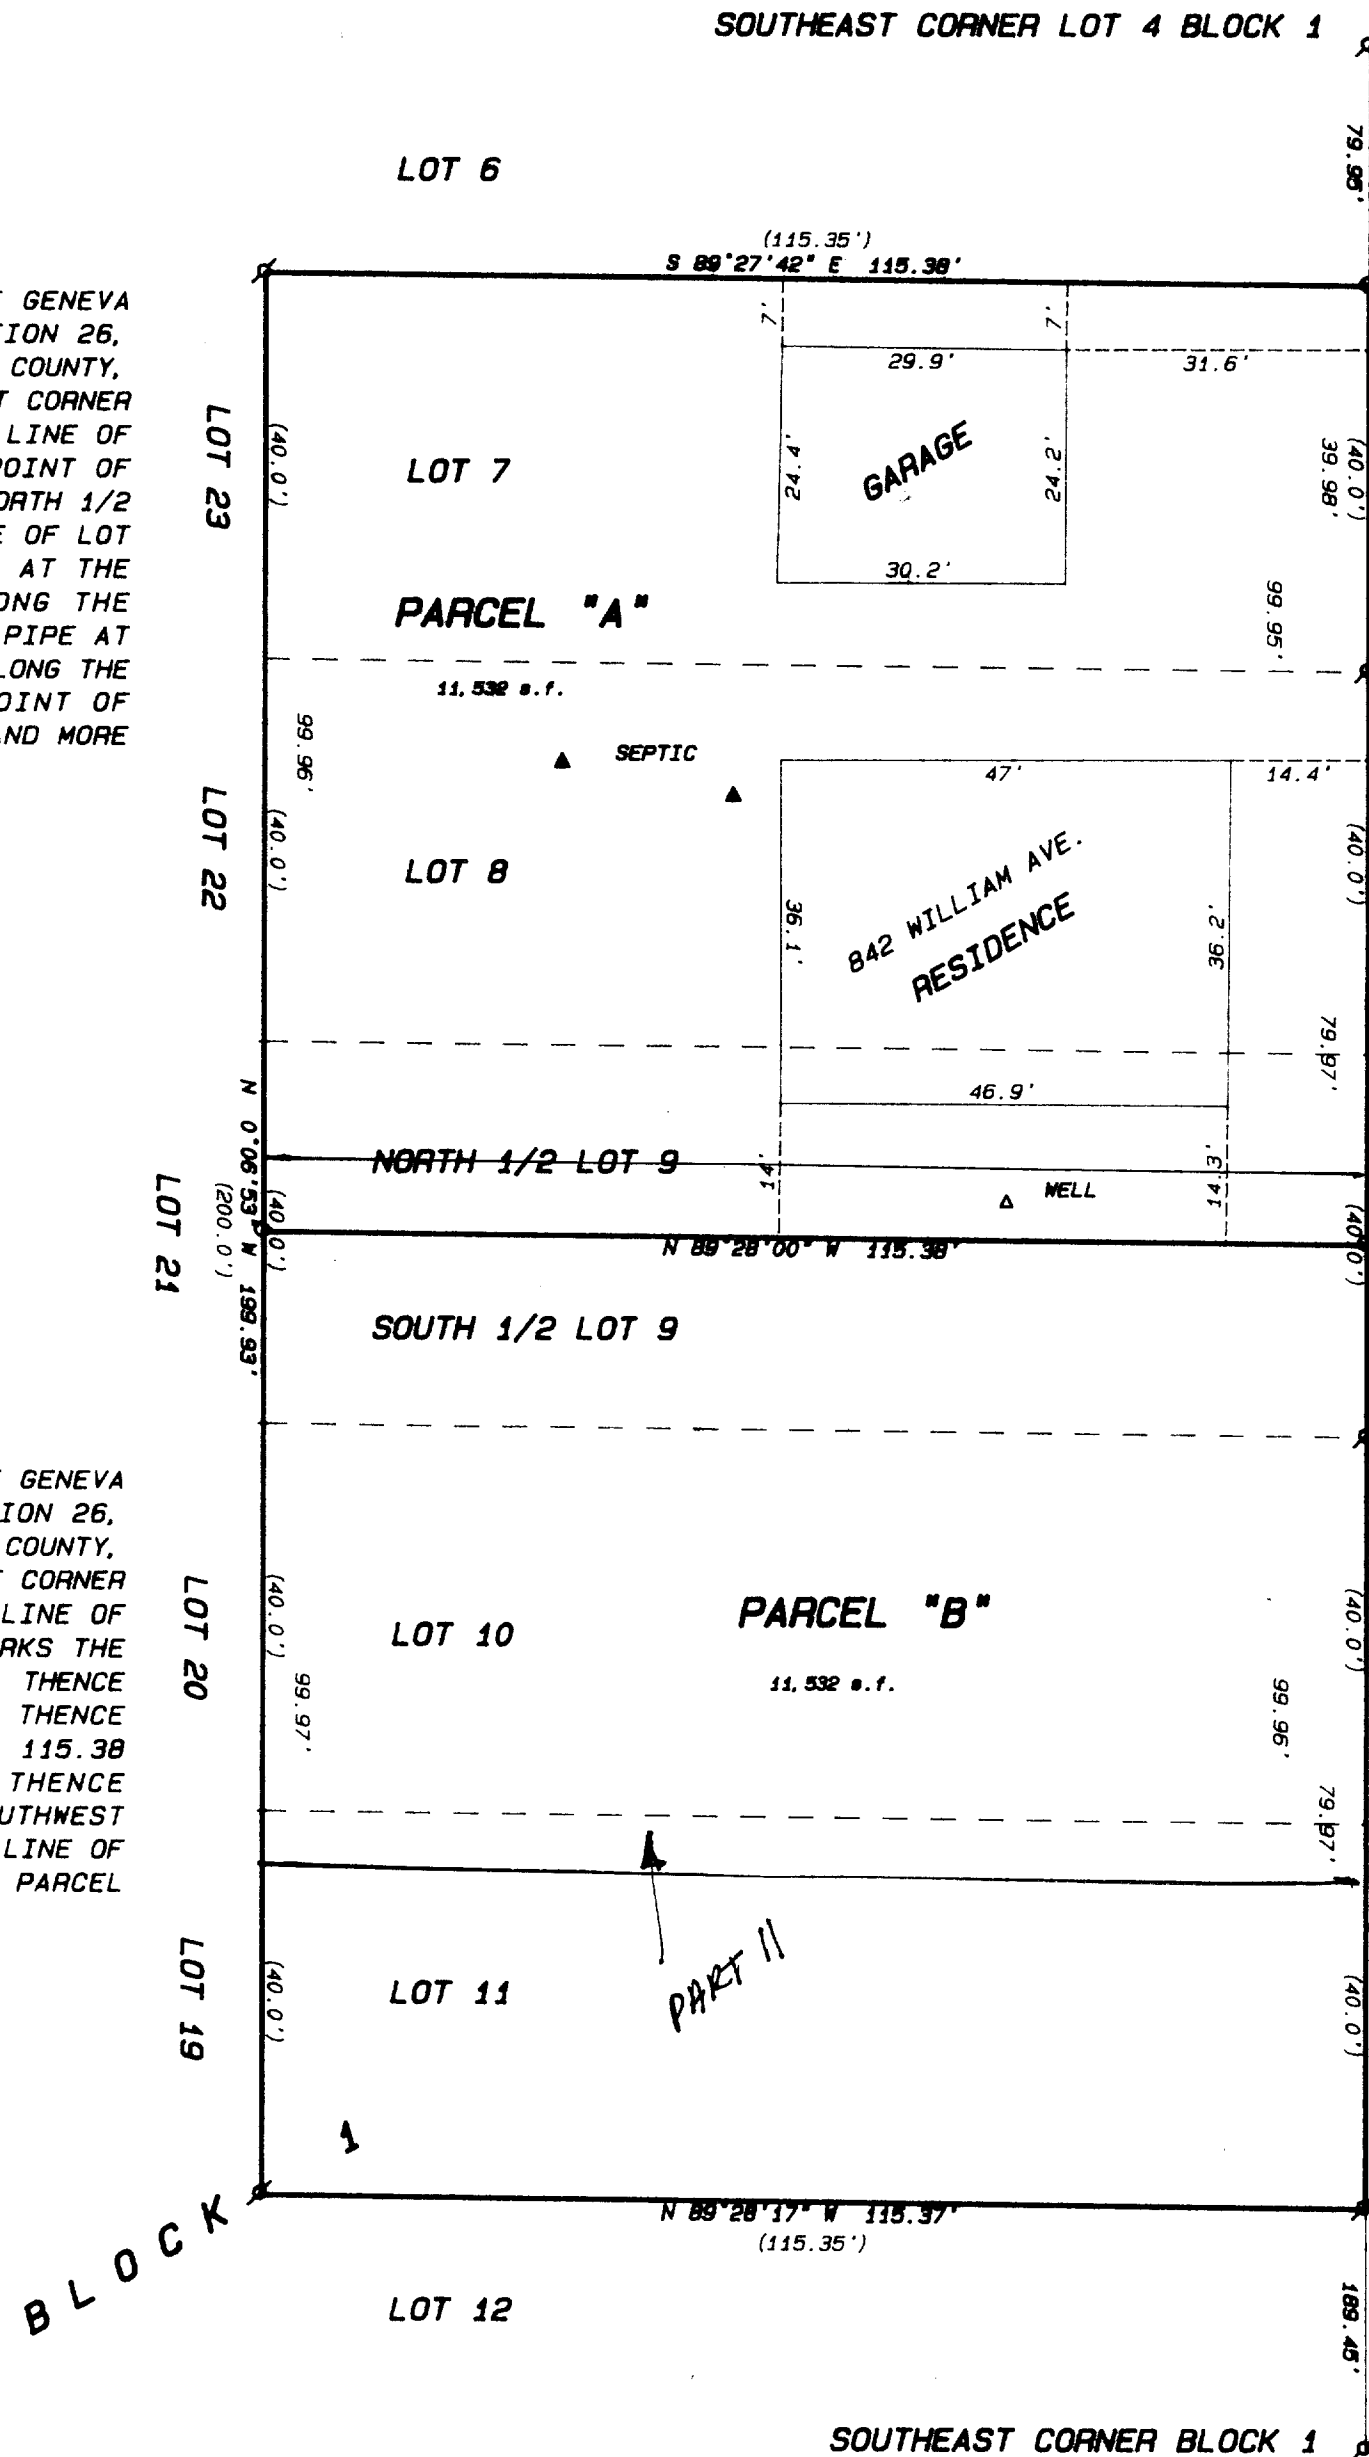 SOUTHEAST CORNER LOT 4 BLOCK 1
79.95'
LOT 6
(115.35')
S 89°27'42" E 115.38'
GENEVA
ION 26,
COUNTY,
T CORNER
LINE OF
POINT OF
ORTH 1/2
E OF LOT
AT THE
ONG THE
PIPE AT
LONG THE
OINT OF
AND MORE
LOT 23
(40.0')
LOT 7
7'
7'
29.9'
31.6'
24.4'
GARAGE
24.2'
30.2'
(40.0')
39.98'
PARCEL "A"
11,532 s.f.
99.95'
99.96'
SEPTIC
47'
14.4'
LOT 22
(40.0')
LOT 8
36.1'
842 WILLIAM AVE.
RESIDENCE
36.2'
(40.0')
79.97'
46.9'
N 0°06'53" W 199.93'
(200.0')
LOT 21
(40.0')
NORTH 1/2 LOT 9
14'
WELL
14.3'
(40.0')
N 89°28'00" W 115.38'
SOUTH 1/2 LOT 9
GENEVA
ION 26,
COUNTY,
T CORNER
LINE OF
RKS THE
THENCE
THENCE
115.38
THENCE
UTHWEST
LINE OF
PARCEL
LOT 20
(40.0')
LOT 10
PARCEL "B"
11,532 s.f.
(40.0')
99.97'
99.96'
79.97'
PART 11
LOT 19
(40.0')
LOT 11
(40.0')
1
BLOCK
N 89°28'17" W 115.37'
(115.35')
LOT 12
189.45'
SOUTHEAST CORNER BLOCK 1